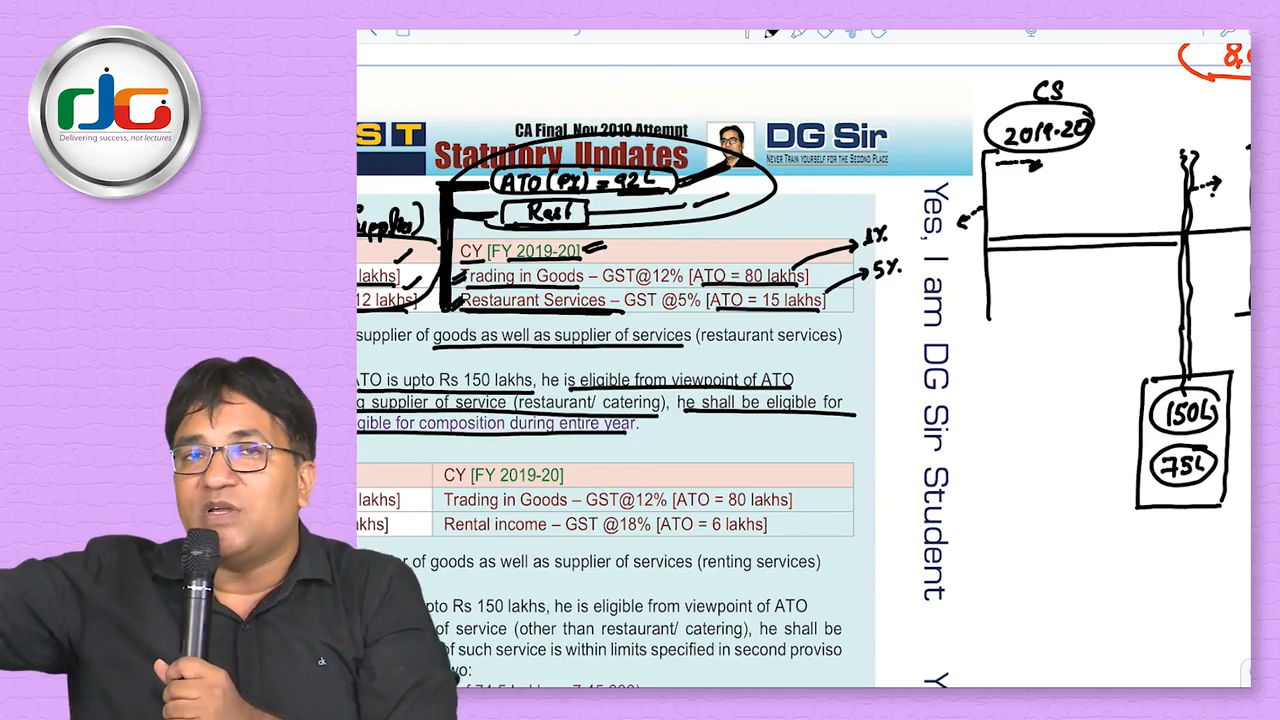 Delivering success, not lectures
ST
CA Final Nov 2019 Attempt
Statutory Updates
DG Sir
NEVER TRAIN YOURSELF FOR THE SECOND PLACE
ATO (PY) = 92L
Rest
CY [FY 2019-20]
lakhs] Trading in Goods – GST@12% [ATO = 80 lakhs] 1%
12 lakhs] Restaurant Services – GST @5% [ATO = 15 lakhs] 5%
supplier of goods as well as supplier of services (restaurant services)
ATO is upto Rs 150 lakhs, he is eligible from viewpoint of ATO
supplier of service (restaurant/ catering), he shall be eligible for
gible for composition during entire year.
CY [FY 2019-20]
lakhs] Trading in Goods – GST@12% [ATO = 80 lakhs]
khs] Rental income – GST @18% [ATO = 6 lakhs]
r of goods as well as supplier of services (renting services)
upto Rs 150 lakhs, he is eligible from viewpoint of ATO
of service (other than restaurant/ catering), he shall be
of such service is within limits specified in second proviso
wo:
Yes, I am DG Sir Student
Y
CS
2019-20
150L
75L
8,
dk